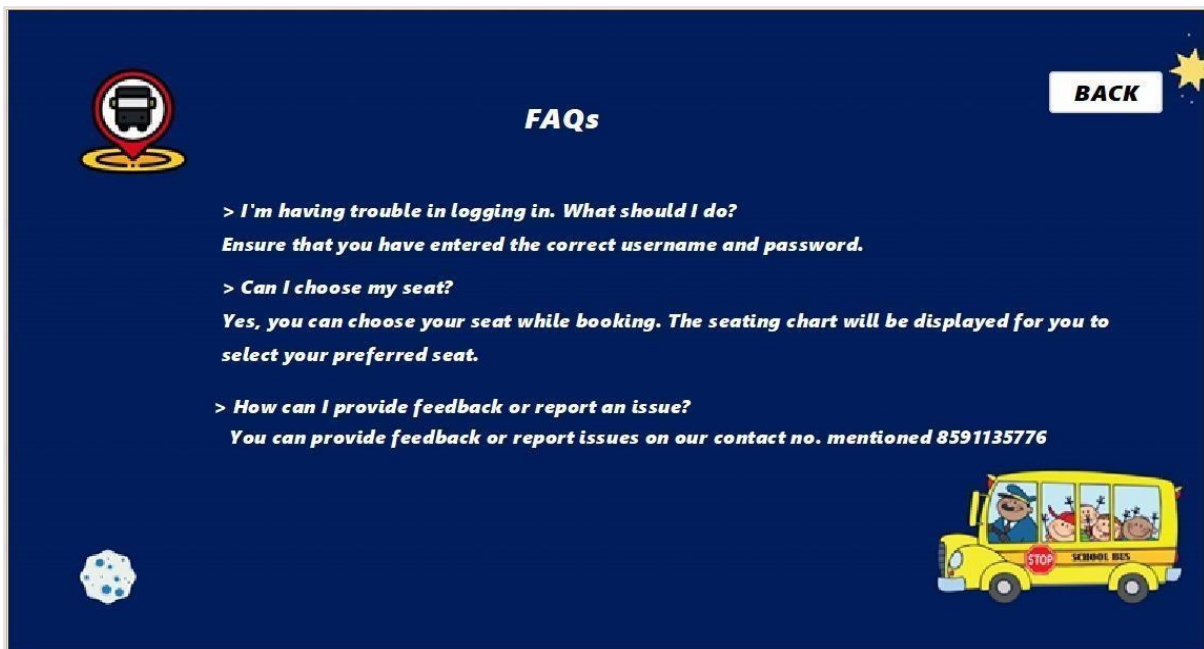 BACK
FAQs
> I'm having trouble in logging in. What should I do?
Ensure that you have entered the correct username and password.
> Can I choose my seat?
Yes, you can choose your seat while booking. The seating chart will be displayed for you to
select your preferred seat.
> How can I provide feedback or report an issue?
You can provide feedback or report issues on our contact no. mentioned 8591135776
STOP
SCHOOL BUS